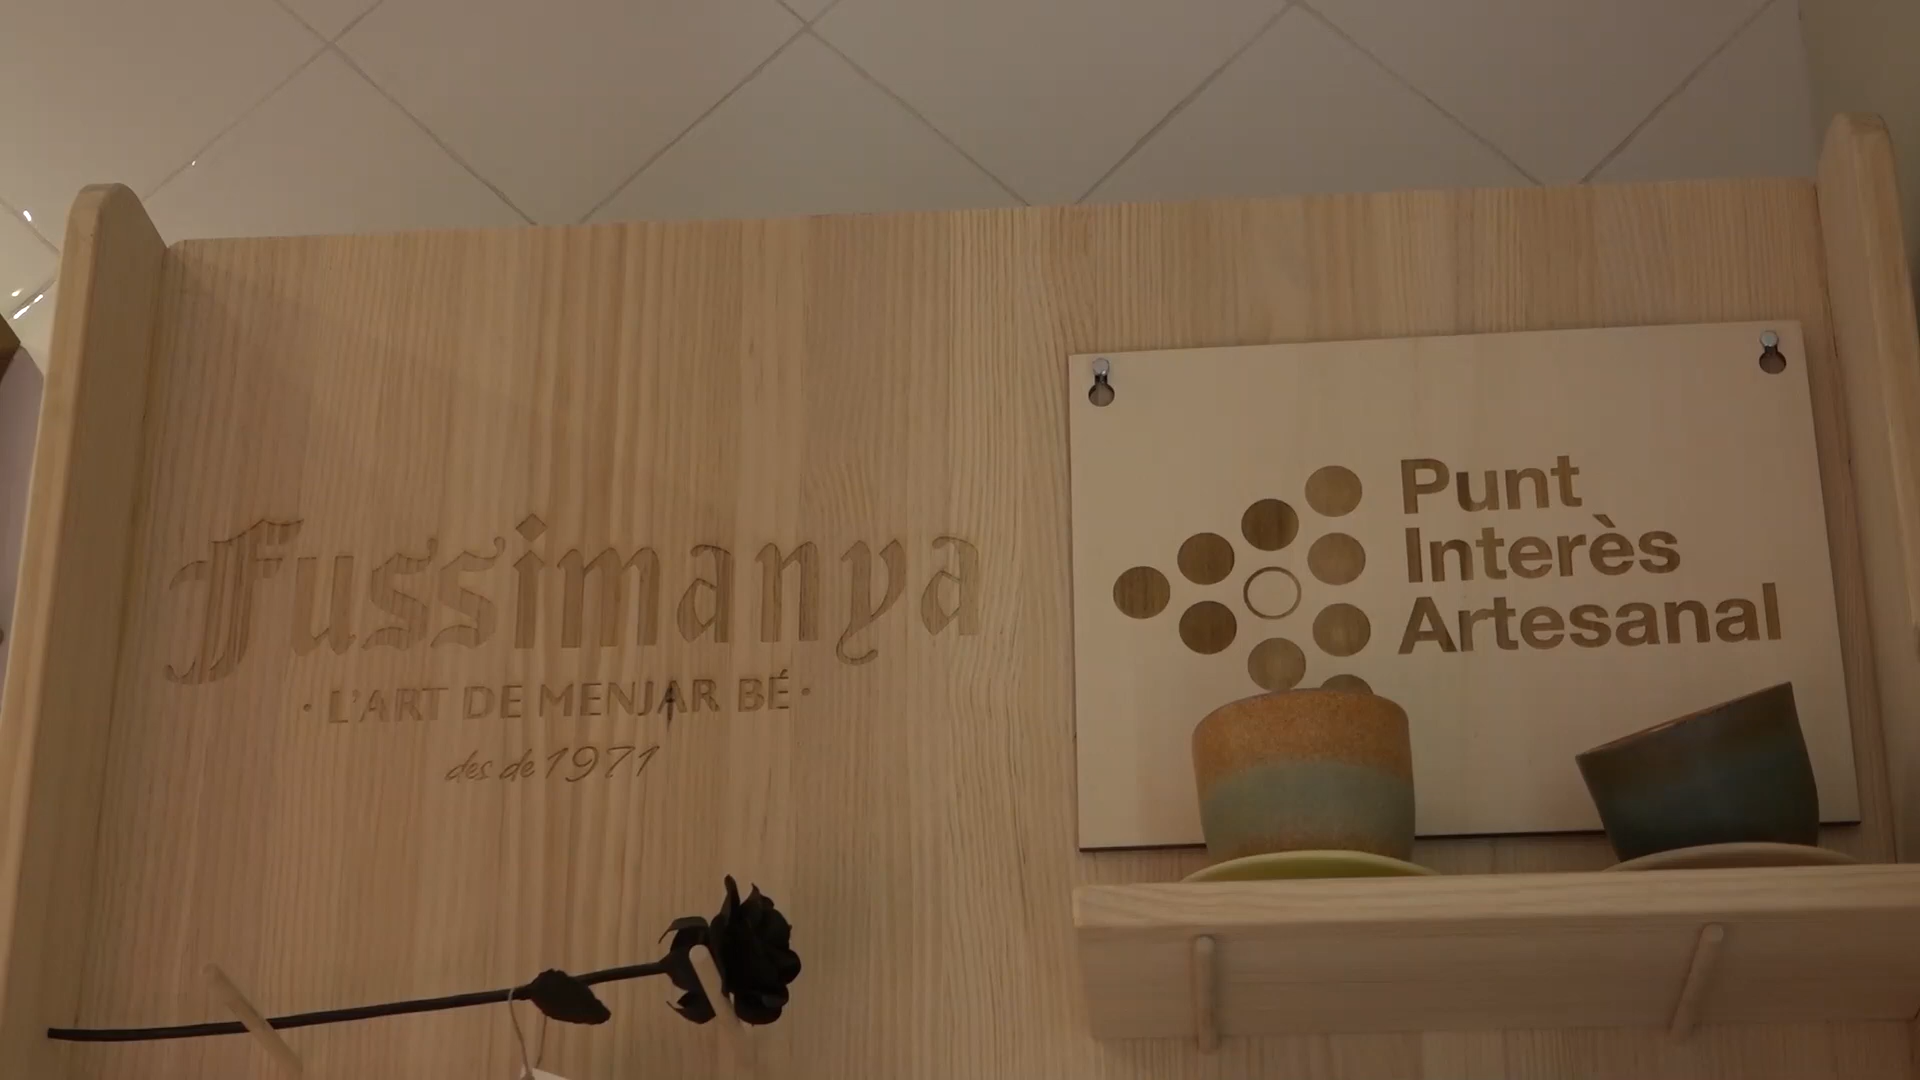 Fussimanya
· L'ART DE MENJAR BÉ ·
des de 1971
Punt
Interès
Artesanal